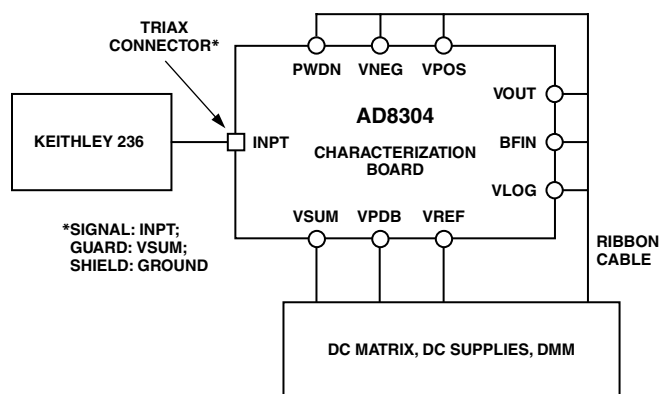 TRIAX
CONNECTOR*
PWDN VNEG VPOS
VOUT
AD8304
KEITHLEY 236
INPT
BFIN
CHARACTERIZATION
BOARD
VLOG
*SIGNAL: INPT;
GUARD: VSUM;
SHIELD: GROUND
VSUM VPDB VREF
RIBBON
CABLE
DC MATRIX, DC SUPPLIES, DMM